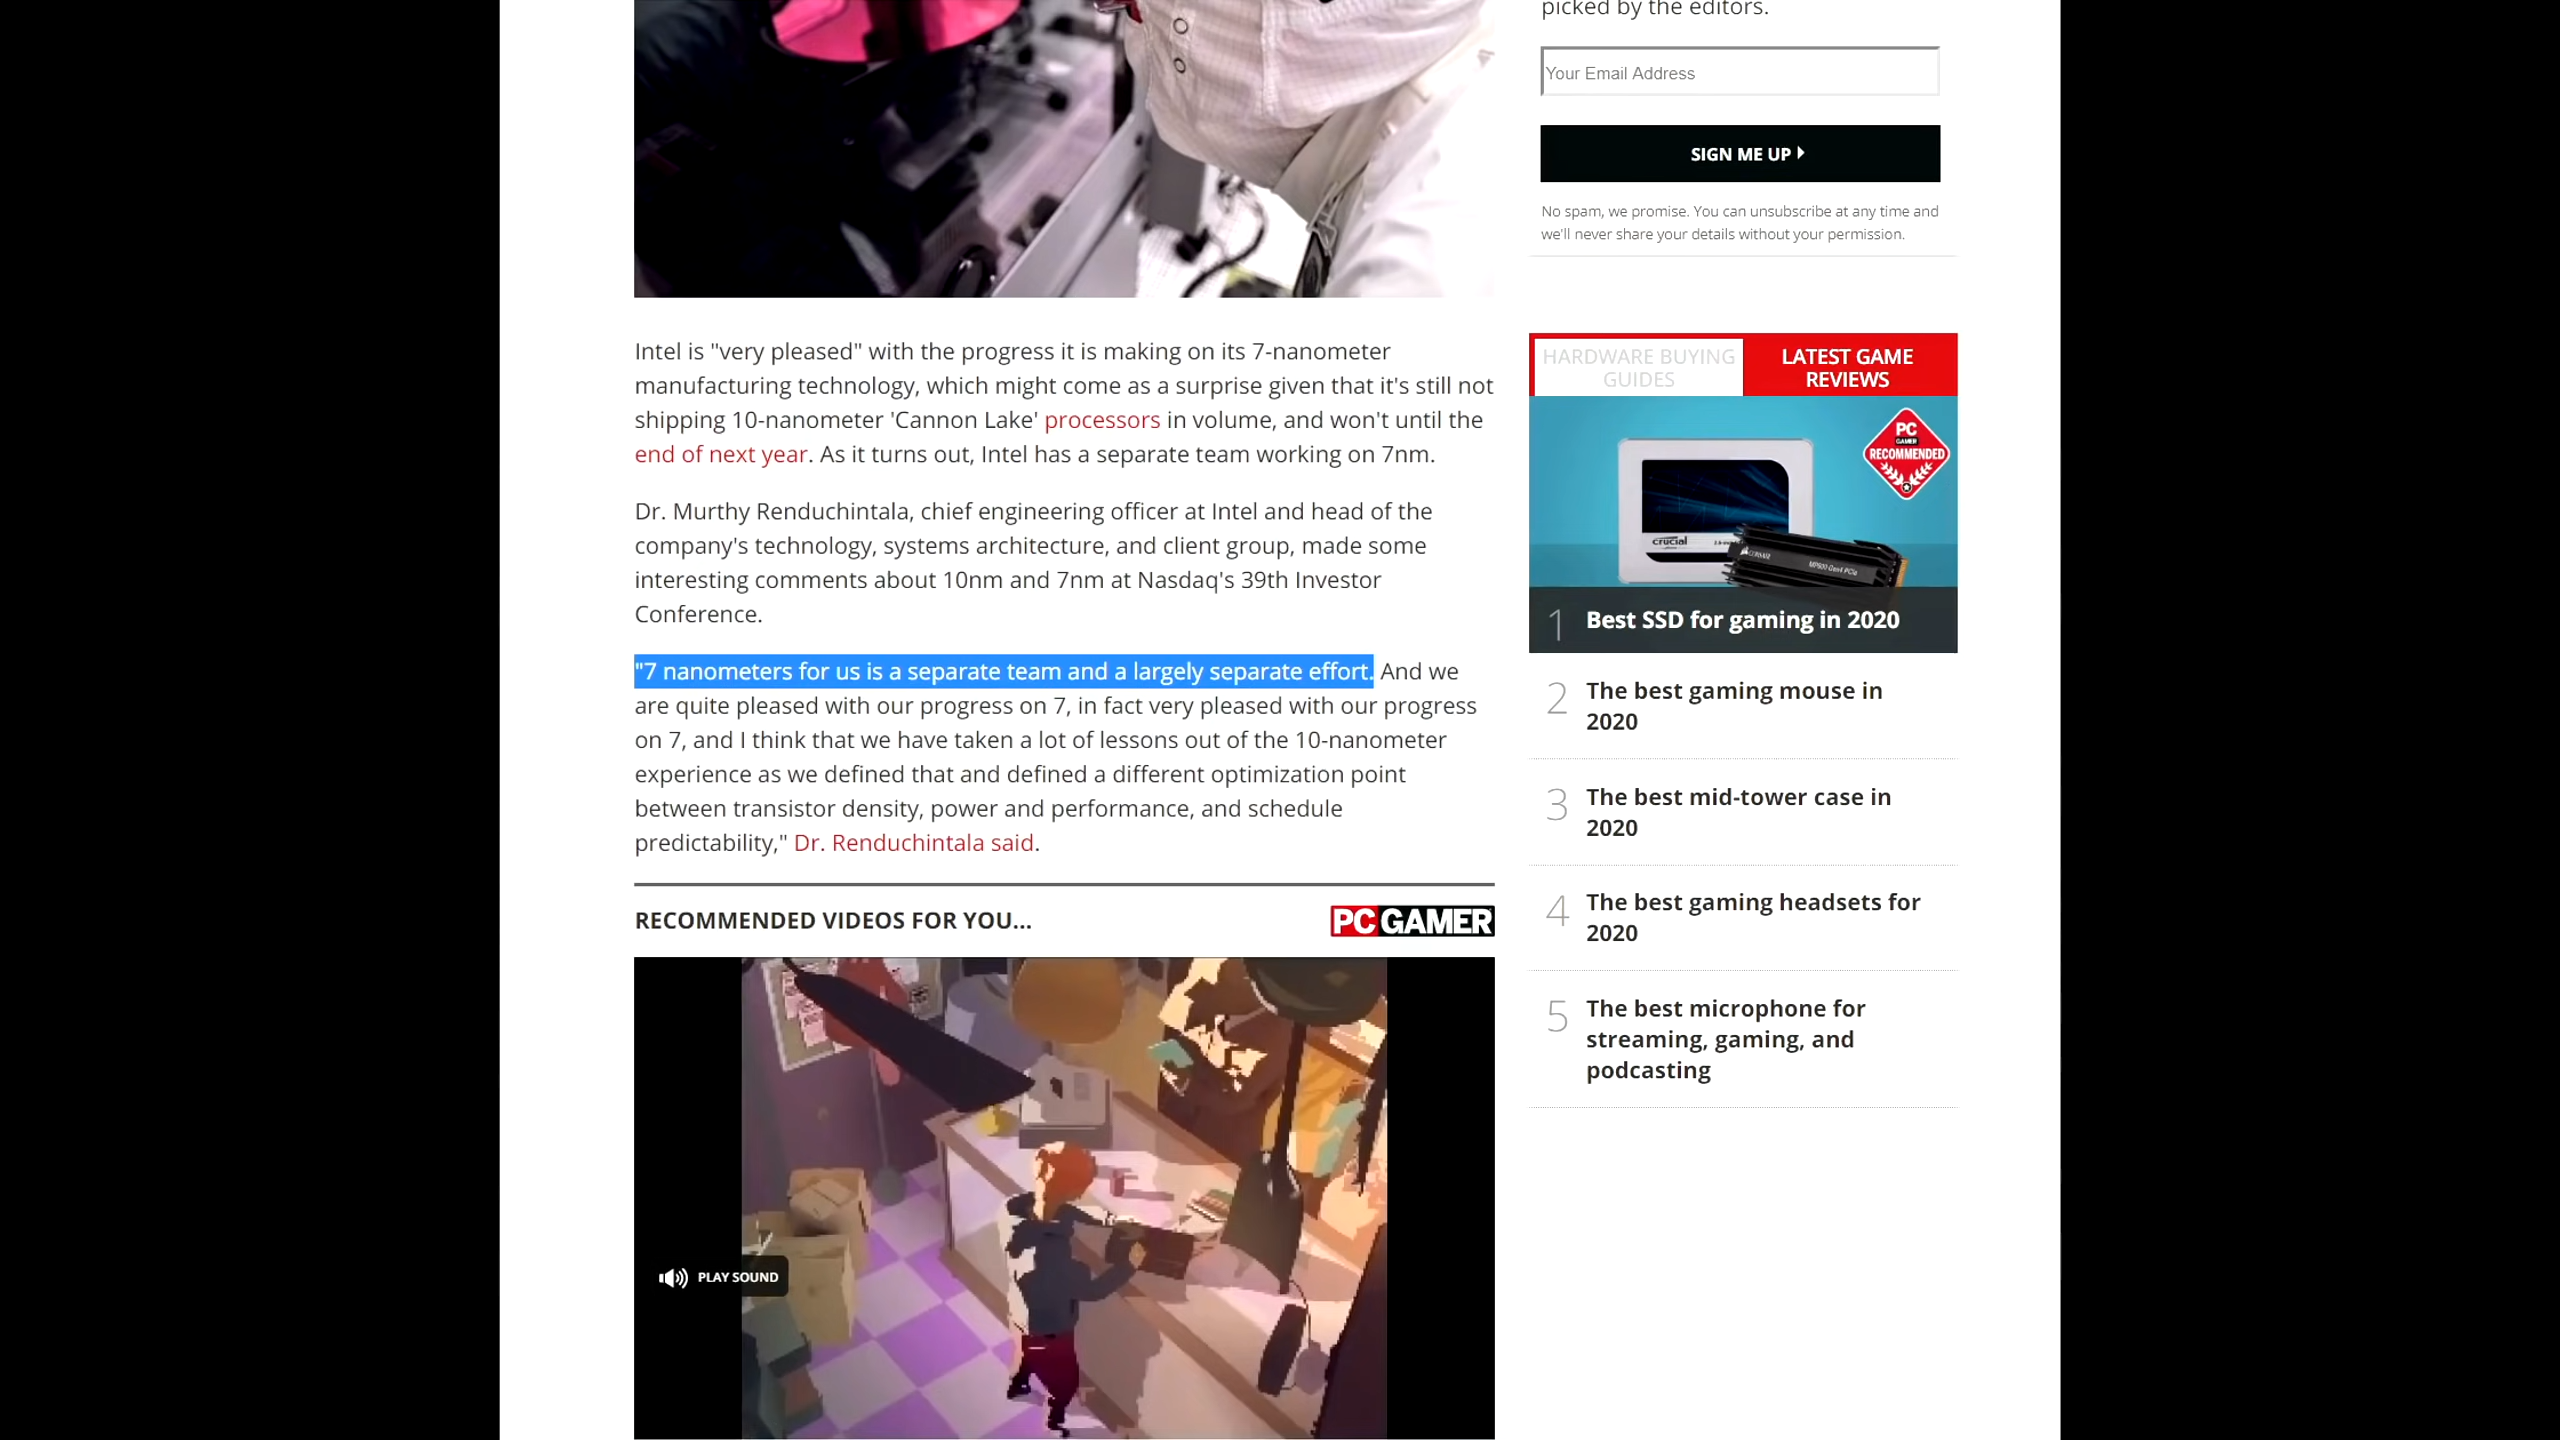 Intel is "very pleased" with the progress it is making on its 7-nanometer
manufacturing technology, which might come as a surprise given that it's still not
shipping 10-nanometer 'Cannon Lake' processors in volume, and won't until the
end of next year. As it turns out, Intel has a separate team working on 7nm.
Dr. Murthy Renduchintala, chief engineering officer at Intel and head of the
company's technology, systems architecture, and client group, made some
interesting comments about 10nm and 7nm at Nasdaq's 39th Investor
Conference.
"7 nanometers for us is a separate team and a largely separate effort. And we
are quite pleased with our progress on 7, in fact very pleased with our progress
on 7, and I think that we have taken a lot of lessons out of the 10-nanometer
experience as we defined that and defined a different optimization point
between transistor density, power and performance, and schedule
predictability," Dr. Renduchintala said.
RECOMMENDED VIDEOS FOR YOU...
PC GAMER
PLAY SOUND
picked by the editors.
Your Email Address
SIGN ME UP
No spam, we promise. You can unsubscribe at any time and
we'll never share your details without your permission.
HARDWARE BUYING
GUIDES
LATEST GAME
REVIEWS
PC
GAMER
RECOMMENDED
crucial
CORSAIR
MP600 Gen4 PCIe
1 Best SSD for gaming in 2020
2 The best gaming mouse in
2020
3 The best mid-tower case in
2020
4 The best gaming headsets for
2020
5 The best microphone for
streaming, gaming, and
podcasting